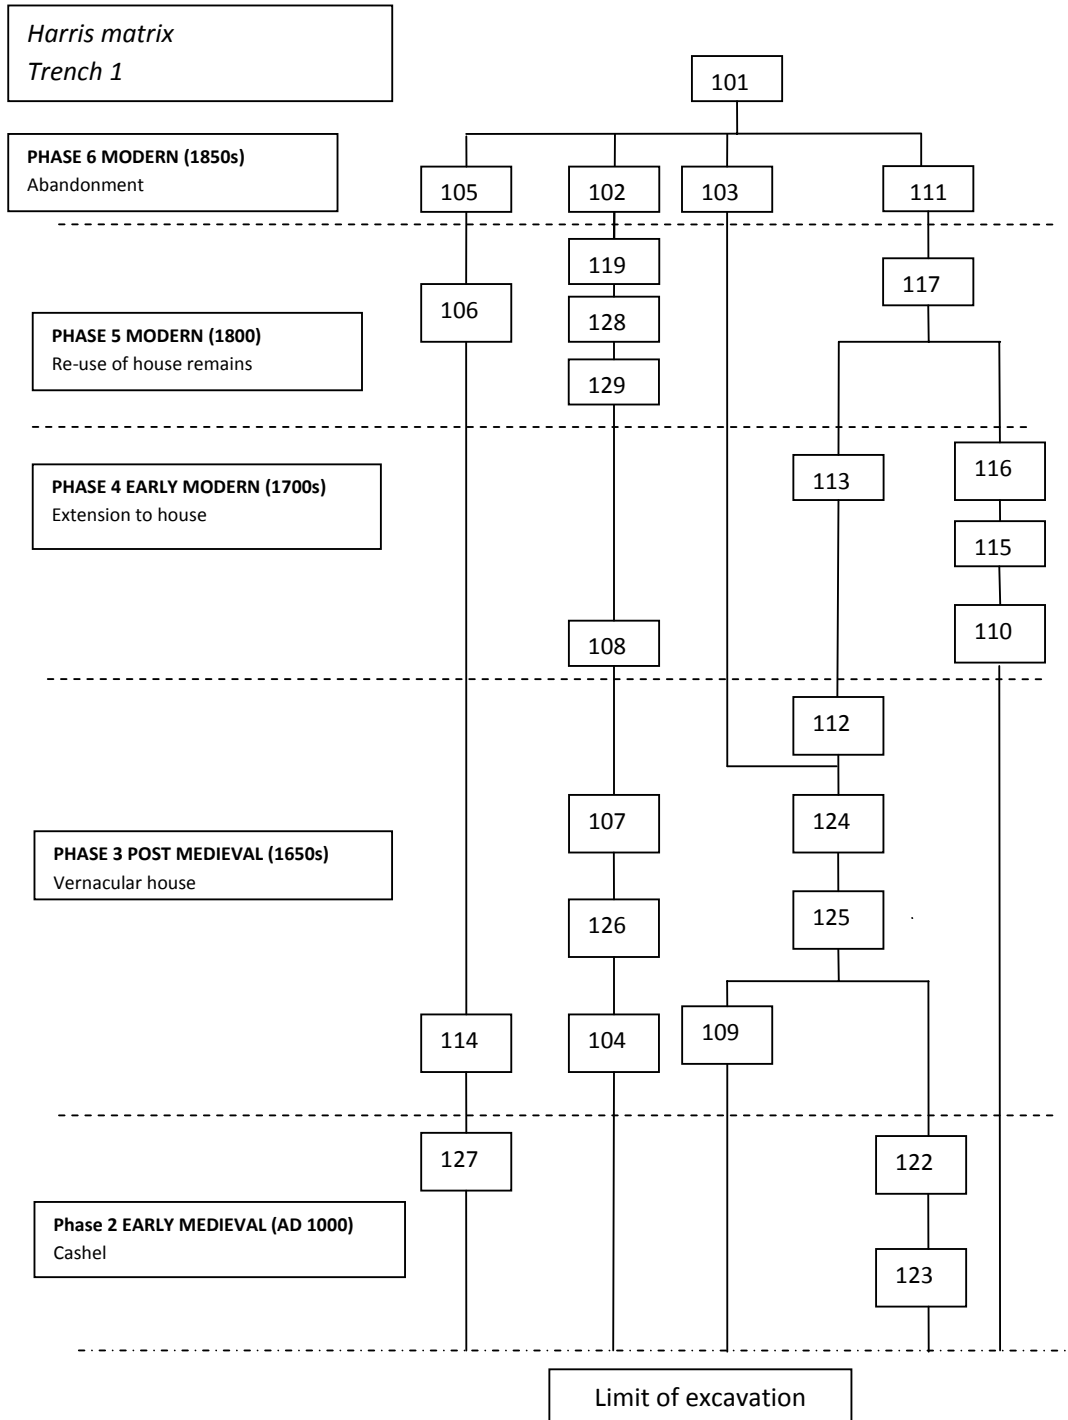 Harris matrix
Trench 1
101
PHASE 6 MODERN (1850s)
Abandonment
105
102
103
111
119
117
106
128
PHASE 5 MODERN (1800)
Re-use of house remains
129
113
116
PHASE 4 EARLY MODERN (1700s)
Extension to house
115
110
108
112
107
124
PHASE 3 POST MEDIEVAL (1650s)
Vernacular house
126
125
114
104
109
127
122
Phase 2 EARLY MEDIEVAL (AD 1000)
Cashel
123
Limit of excavation